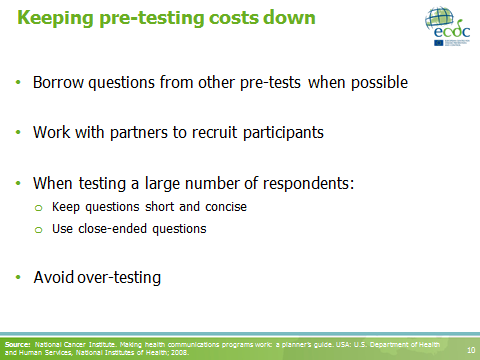 Keeping pre-testing costs down
ecdc
• Borrow questions from other pre-tests when possible
• Work with partners to recruit participants
• When testing a large number of respondents:
o Keep questions short and concise
o Use close-ended questions
• Avoid over-testing
Source: National Cancer Institute. Making health communications programs work: a planner's guide. USA: U.S. Department of Health
and Human Services, National Institutes of Health; 2008.
10